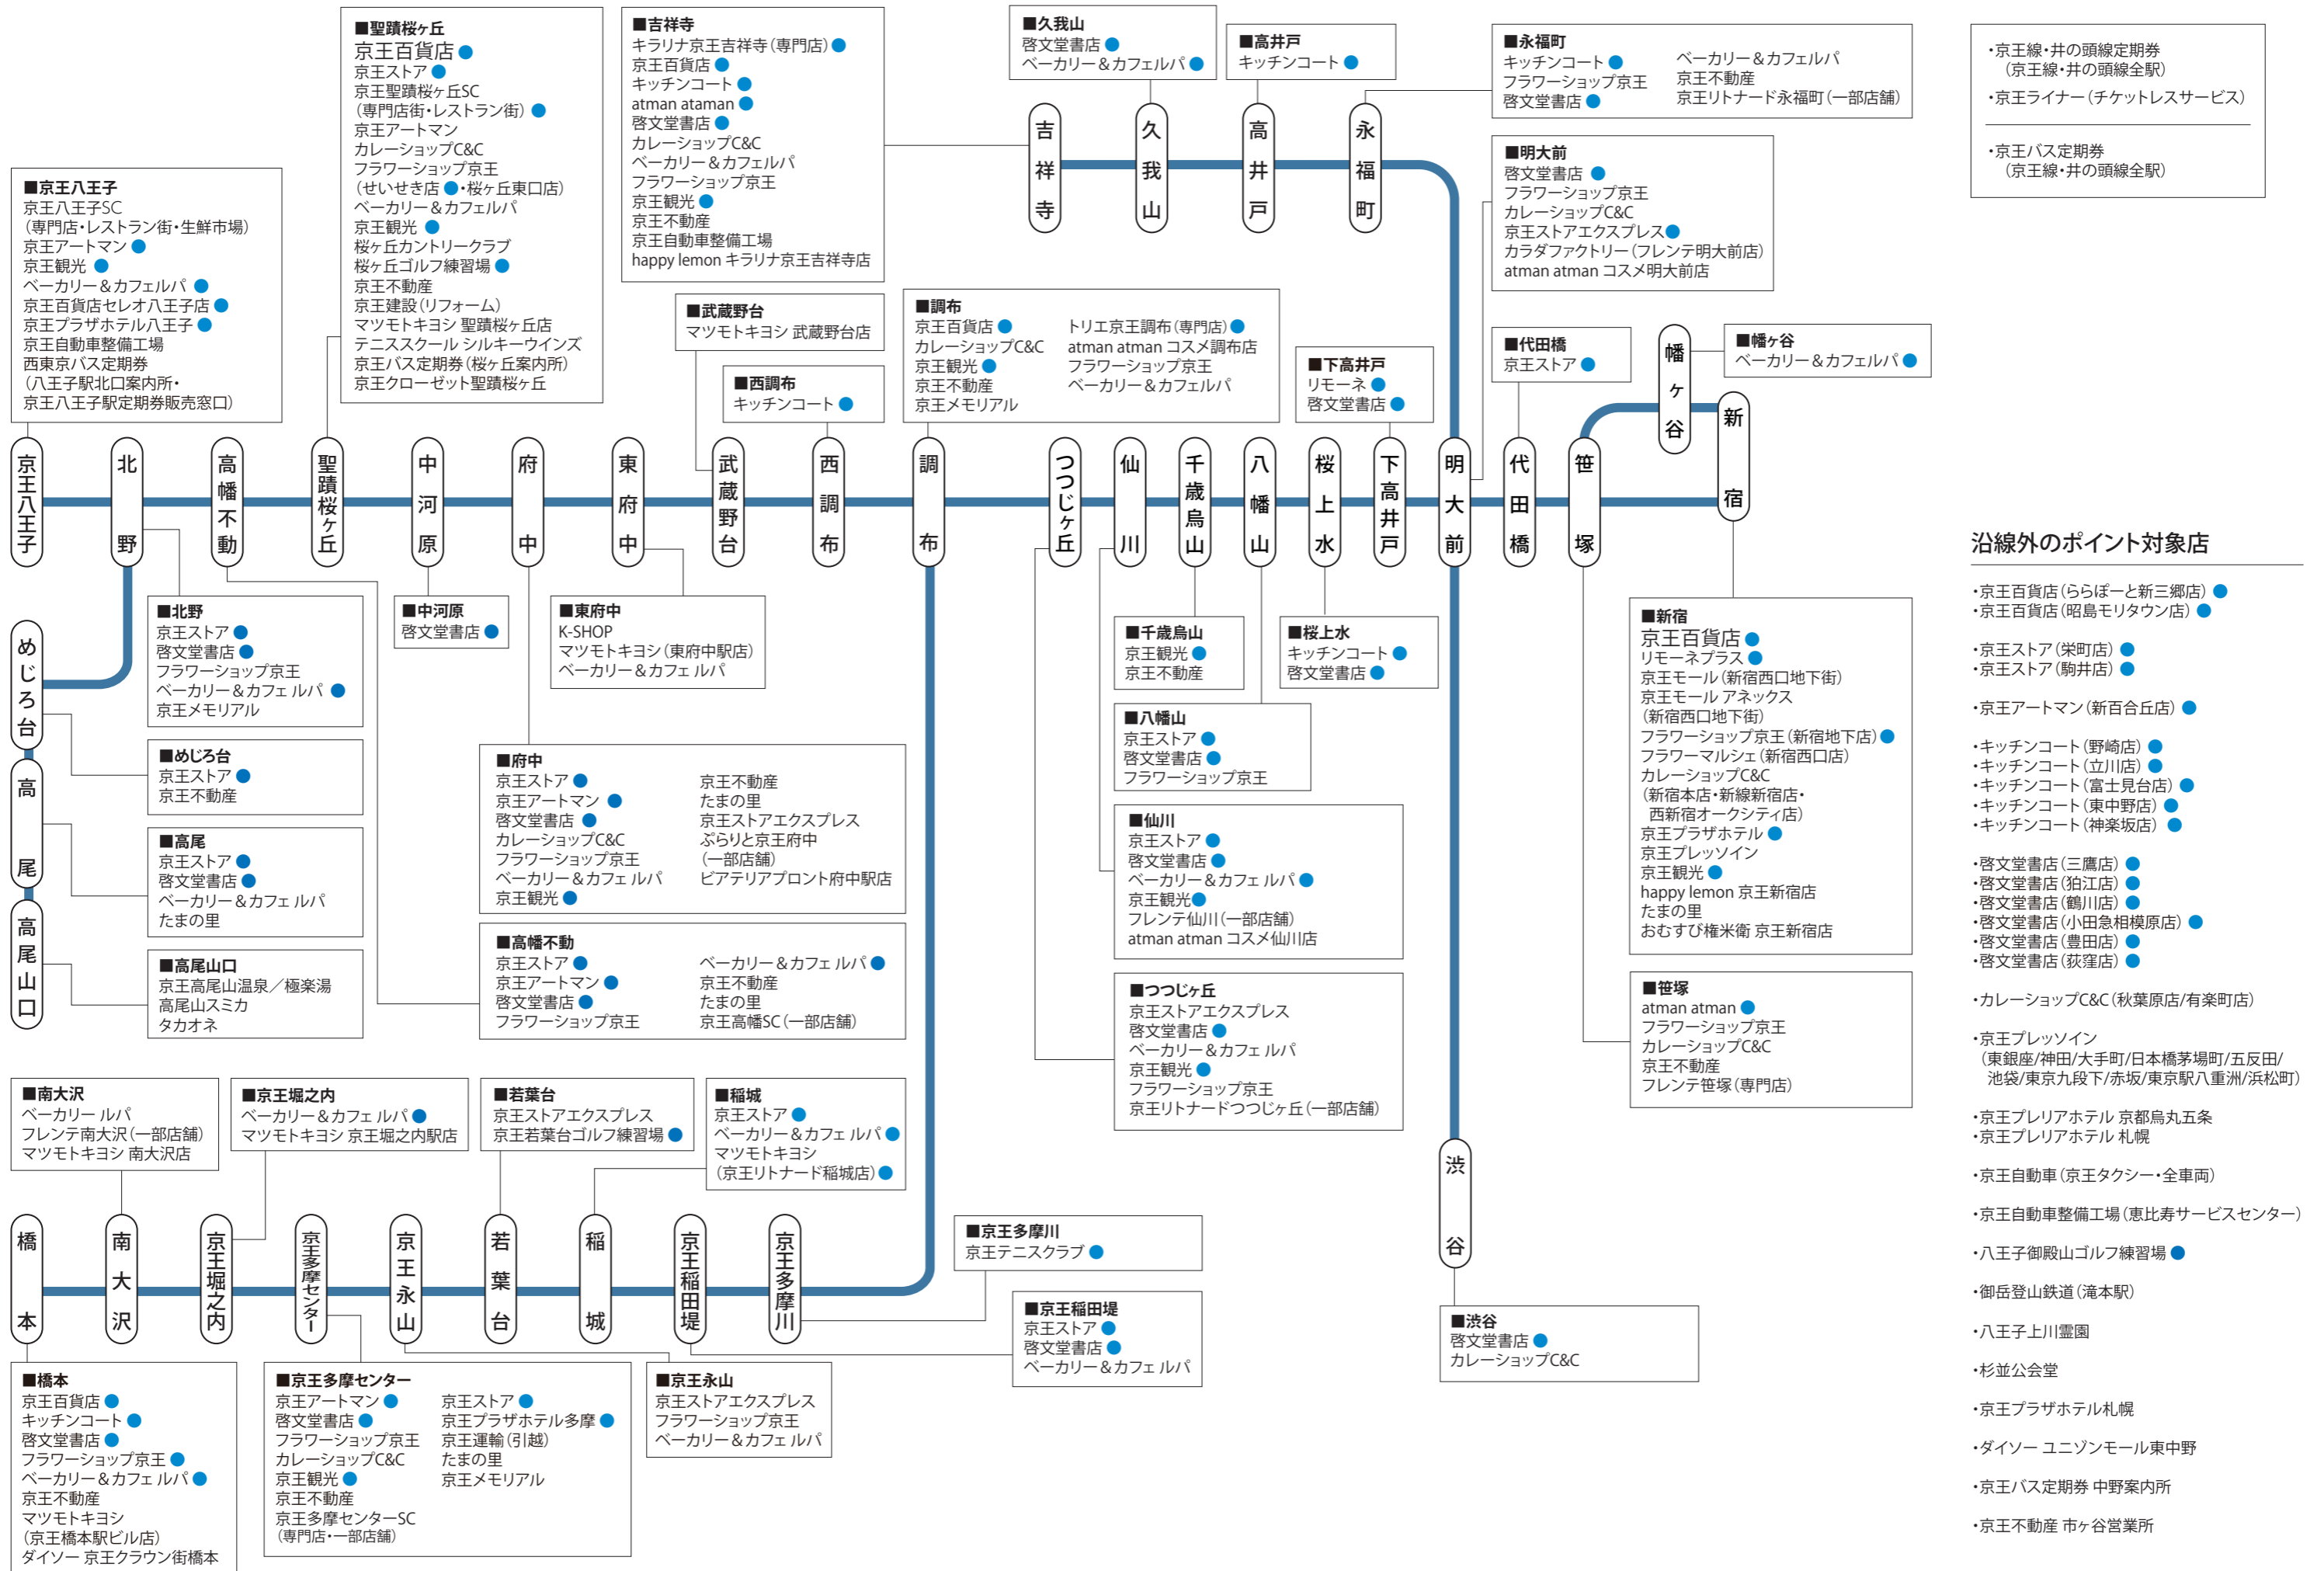 ■聖蹟桜ヶ丘
京王百貨店 ●
京王ストア ●
京王聖蹟桜ヶ丘SC
（専門店街・レストラン街）●
京王アートマン
カレーショップC&C
フラワーショップ京王
（せいせき店 ●・桜ヶ丘東口店）
ベーカリー＆カフェルパ
京王観光 ●
桜ヶ丘カントリークラブ
桜ヶ丘ゴルフ練習場 ●
京王不動産
京王建設（リフォーム）
マツモトキヨシ 聖蹟桜ヶ丘店
テニススクール シルキーウインズ
京王バス定期券（桜ヶ丘案内所）
京王クローゼット聖蹟桜ヶ丘
■吉祥寺
キラリナ京王吉祥寺（専門店）●
京王百貨店 ●
キッチンコート ●
atman ataman ●
啓文堂書店 ●
カレーショップC&C
ベーカリー＆カフェルパ
フラワーショップ京王
京王観光 ●
京王不動産
京王自動車整備工場
happy lemon キラリナ京王吉祥寺店
■久我山
啓文堂書店 ●
ベーカリー＆カフェルパ ●
■高井戸
キッチンコート ●
■永福町
キッチンコート ●
フラワーショップ京王
啓文堂書店 ●
ベーカリー＆カフェルパ
京王不動産
京王リトナード永福町（一部店舗）
・京王線・井の頭線定期券
（京王線・井の頭線全駅）
・京王ライナー（チケットレスサービス）
・京王バス定期券
（京王線・井の頭線全駅）
吉祥寺
久我山
高井戸
永福町
■明大前
啓文堂書店 ●
フラワーショップ京王
カレーショップC&C
京王ストアエクスプレス●
カラダファクトリー（フレンテ明大前店）
atman atman コスメ明大前店
■京王八王子
京王八王子SC
（専門店・レストラン街・生鮮市場）
京王アートマン ●
京王観光 ●
ベーカリー＆カフェルパ ●
京王百貨店セレオ八王子店 ●
京王プラザホテル八王子 ●
京王自動車整備工場
西東京バス定期券
（八王子駅北口案内所・
京王八王子駅定期券販売窓口）
■武蔵野台
マツモトキヨシ 武蔵野台店
■西調布
キッチンコート ●
■調布
京王百貨店 ●
カレーショップC&C
京王観光 ●
京王不動産
京王メモリアル
トリエ京王調布（専門店）●
atman atman コスメ調布店
フラワーショップ京王
ベーカリー＆カフェルパ
■下高井戸
リモーネ ●
啓文堂書店 ●
■代田橋
京王ストア ●
幡ヶ谷
■幡ヶ谷
ベーカリー＆カフェルパ ●
京王八王子
北野
高幡不動
聖蹟桜ヶ丘
中河原
府中
東府中
武蔵野台
西調布
調布
つつじヶ丘
仙川
千歳烏山
八幡山
桜上水
下高井戸
明大前
代田橋
笹塚
新宿
めじろ台
高尾
高尾山口
■北野
京王ストア ●
啓文堂書店 ●
フラワーショップ京王
ベーカリー＆カフェ ルパ ●
京王メモリアル
■めじろ台
京王ストア ●
京王不動産
■高尾
京王ストア ●
啓文堂書店 ●
ベーカリー＆カフェ ルパ
たまの里
■高尾山口
京王高尾山温泉／極楽湯
高尾山スミカ
タカオネ
■中河原
啓文堂書店 ●
■東府中
K-SHOP
マツモトキヨシ（東府中駅店）
ベーカリー＆カフェ ルパ
■府中
京王ストア ●
京王アートマン ●
啓文堂書店 ●
カレーショップC&C
フラワーショップ京王
ベーカリー＆カフェ ルパ
京王観光 ●
京王不動産
たまの里
京王ストアエクスプレス
ぷらりと京王府中
（一部店舗）
ビアテリアプロント府中駅店
■高幡不動
京王ストア ●
京王アートマン ●
啓文堂書店 ●
フラワーショップ京王
ベーカリー＆カフェ ルパ ●
京王不動産
たまの里
京王高幡SC（一部店舗）
■千歳烏山
京王観光 ●
京王不動産
■桜上水
キッチンコート ●
啓文堂書店 ●
■八幡山
京王ストア ●
啓文堂書店 ●
フラワーショップ京王
■仙川
京王ストア ●
啓文堂書店 ●
ベーカリー＆カフェ ルパ ●
京王観光●
フレンテ仙川（一部店舗）
atman atman コスメ仙川店
■つつじヶ丘
京王ストアエクスプレス
啓文堂書店 ●
ベーカリー＆カフェ ルパ
京王観光 ●
フラワーショップ京王
京王リトナードつつじヶ丘（一部店舗）
■新宿
京王百貨店 ●
リモーネプラス ●
京王モール（新宿西口地下街）
京王モール アネックス
（新宿西口地下街）
フラワーショップ京王（新宿地下店）●
フラワーマルシェ（新宿西口店）
カレーショップC&C
（新宿本店・新線新宿店・
西新宿オークシティ店）
京王プラザホテル ●
京王プレッソイン
京王観光 ●
happy lemon 京王新宿店
たまの里
おむすび権米衛 京王新宿店
■笹塚
atman atman ●
フラワーショップ京王
カレーショップC&C
京王不動産
フレンテ笹塚（専門店）
沿線外のポイント対象店
・京王百貨店（ららぽーと新三郷店）●
・京王百貨店（昭島モリタウン店）●
・京王ストア（栄町店）●
・京王ストア（駒井店）●
・京王アートマン（新百合丘店）●
・キッチンコート（野崎店）●
・キッチンコート（立川店）●
・キッチンコート（富士見台店）●
・キッチンコート（東中野店）●
・キッチンコート（神楽坂店）●
・啓文堂書店（三鷹店）●
・啓文堂書店（狛江店）●
・啓文堂書店（鶴川店）●
・啓文堂書店（小田急相模原店）●
・啓文堂書店（豊田店）●
・啓文堂書店（荻窪店）●
・カレーショップC&C（秋葉原店/有楽町店）
・京王プレッソイン
（東銀座/神田/大手町/日本橋茅場町/五反田/
池袋/東京九段下/赤坂/東京駅八重洲/浜松町）
・京王プレリアホテル 京都烏丸五条
・京王プレリアホテル 札幌
・京王自動車（京王タクシー・全車両）
・京王自動車整備工場（恵比寿サービスセンター）
・八王子御殿山ゴルフ練習場 ●
・御岳登山鉄道（滝本駅）
・八王子上川霊園
・杉並公会堂
・京王プラザホテル札幌
・ダイソー ユニゾンモール東中野
・京王バス定期券 中野案内所
・京王不動産 市ヶ谷営業所
■南大沢
ベーカリー ルパ
フレンテ南大沢（一部店舗）
マツモトキヨシ 南大沢店
■京王堀之内
ベーカリー＆カフェ ルパ ●
マツモトキヨシ 京王堀之内駅店
■若葉台
京王ストアエクスプレス
京王若葉台ゴルフ練習場 ●
■稲城
京王ストア ●
ベーカリー＆カフェ ルパ ●
マツモトキヨシ
（京王リトナード稲城店）●
橋本
南大沢
京王堀之内
京王多摩センター
京王永山
若葉台
稲城
京王稲田堤
京王多摩川
渋谷
■京王多摩川
京王テニスクラブ ●
■京王稲田堤
京王ストア ●
啓文堂書店 ●
ベーカリー＆カフェ ルパ
■渋谷
啓文堂書店 ●
カレーショップC&C
■橋本
京王百貨店 ●
キッチンコート ●
啓文堂書店 ●
フラワーショップ京王 ●
ベーカリー＆カフェ ルパ ●
京王不動産
マツモトキヨシ
（京王橋本駅ビル店）
ダイソー 京王クラウン街橋本
■京王多摩センター
京王アートマン ●
啓文堂書店 ●
フラワーショップ京王
カレーショップC&C
京王観光 ●
京王不動産
京王多摩センターSC
（専門店・一部店舗）
京王ストア ●
京王プラザホテル多摩 ●
京王運輸（引越）
たまの里
京王メモリアル
■京王永山
京王ストアエクスプレス
フラワーショップ京王
ベーカリー＆カフェ ルパ